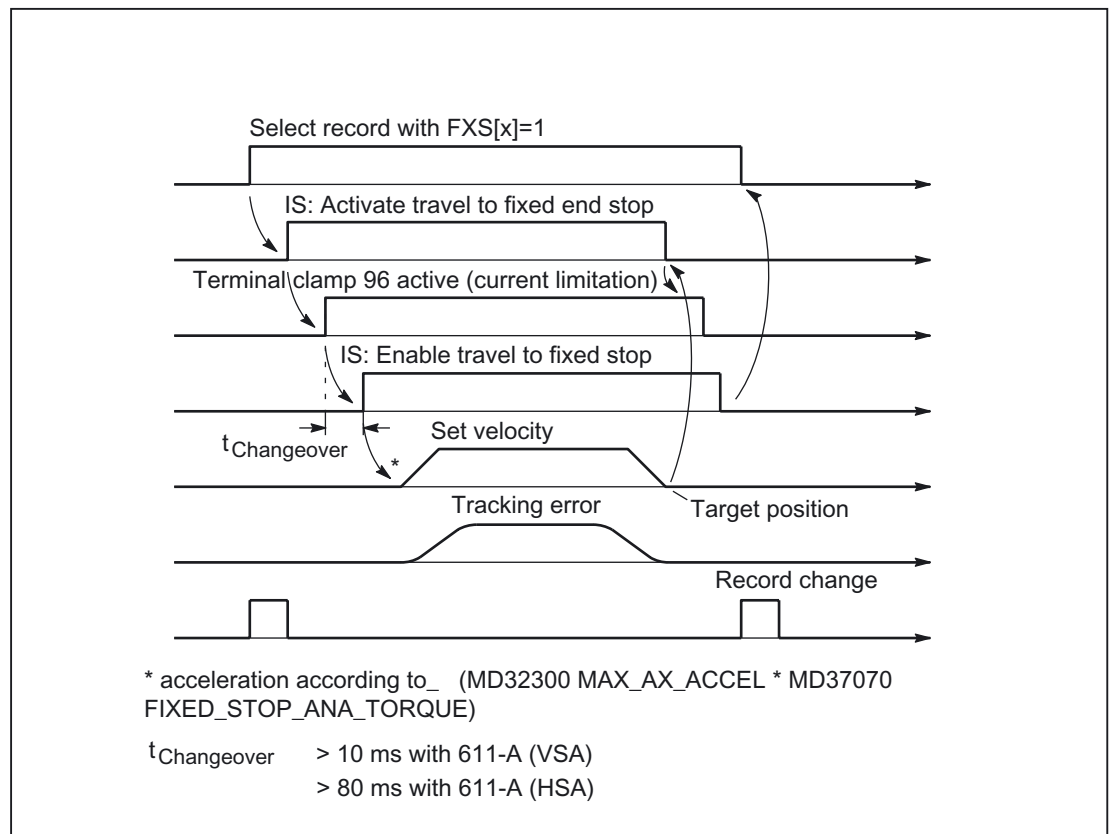 Select record with FXS[x]=1
IS: Activate travel to fixed end stop
Terminal clamp 96 active (current limitation)
IS: Enable travel to fixed stop
tChangeover
*
Set velocity
Target position
Tracking error
Record change
* acceleration according to_ (MD32300 MAX_AX_ACCEL * MD37070
FIXED_STOP_ANA_TORQUE)
tChangeover > 10 ms with 611-A (VSA)
> 80 ms with 611-A (HSA)